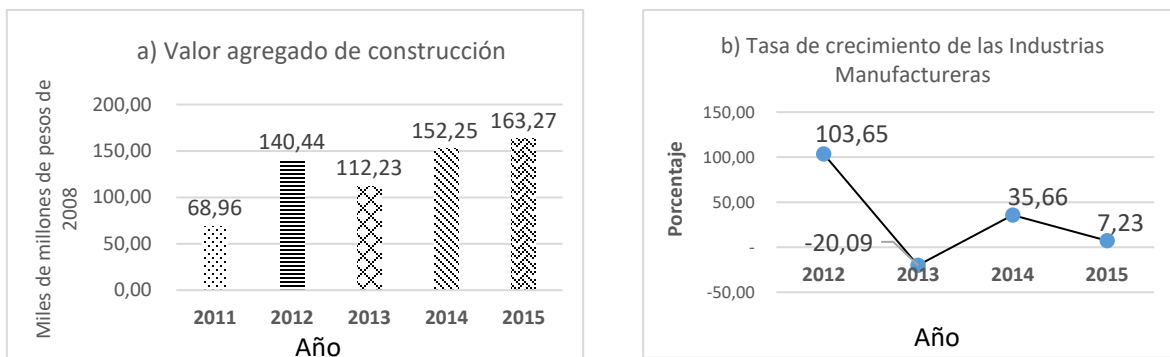 a) Valor agregado de construcción
Miles de millones de pesos de
2008
200,00
150,00
100,00
50,00
0,00
68,96
140,44
112,23
152,25
163,27
2011 2012 2013 2014 2015
Año
b) Tasa de crecimiento de las Industrias
Manufactureras
Porcentaje
150,00
100,00
50,00
-
-50,00
103,65
-20,09
35,66
7,23
2012 2013 2014 2015
Año